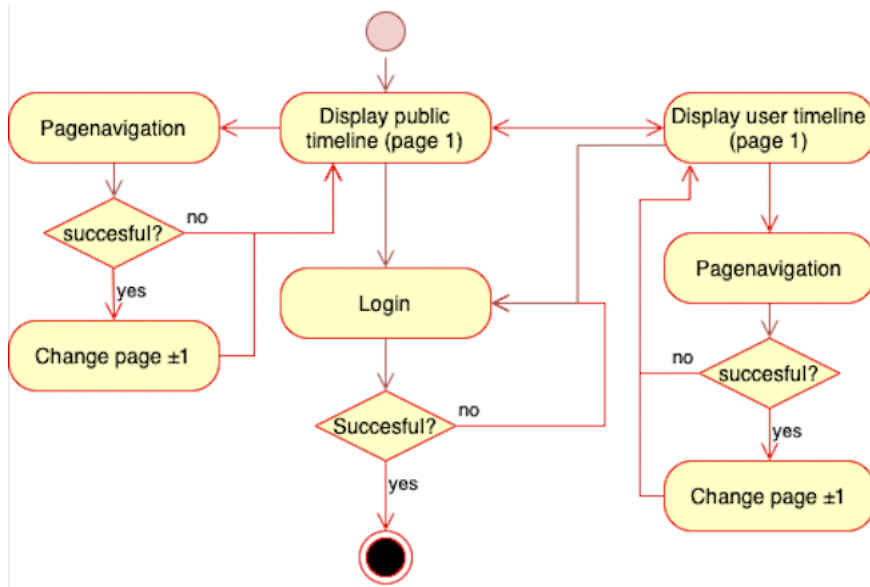 Pagenavigation
Display public
timeline (page 1)
Display user timeline
(page 1)
succesful?
no
yes
Change page ±1
Login
Succesful?
no
yes
Pagenavigation
succesful?
no
yes
Change page ±1